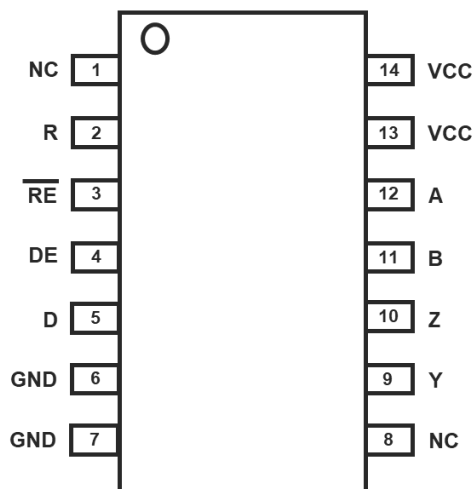 NC 1 14 VCC
R 2 13 VCC
R̅E̅ 3 12 A
DE 4 11 B
D 5 10 Z
GND 6 9 Y
GND 7 8 NC